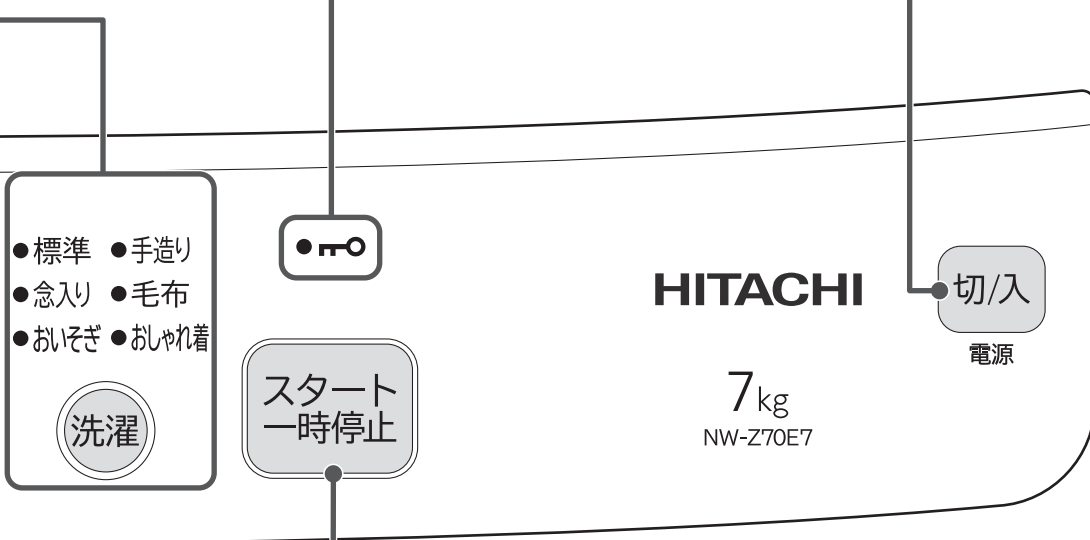 ●標準 ●手造り
●念入り ●毛布
●おいそぎ ●おしゃれ着
洗濯
スタート
一時停止
HITACHI
7kg
NW-Z70E7
切/入
電源